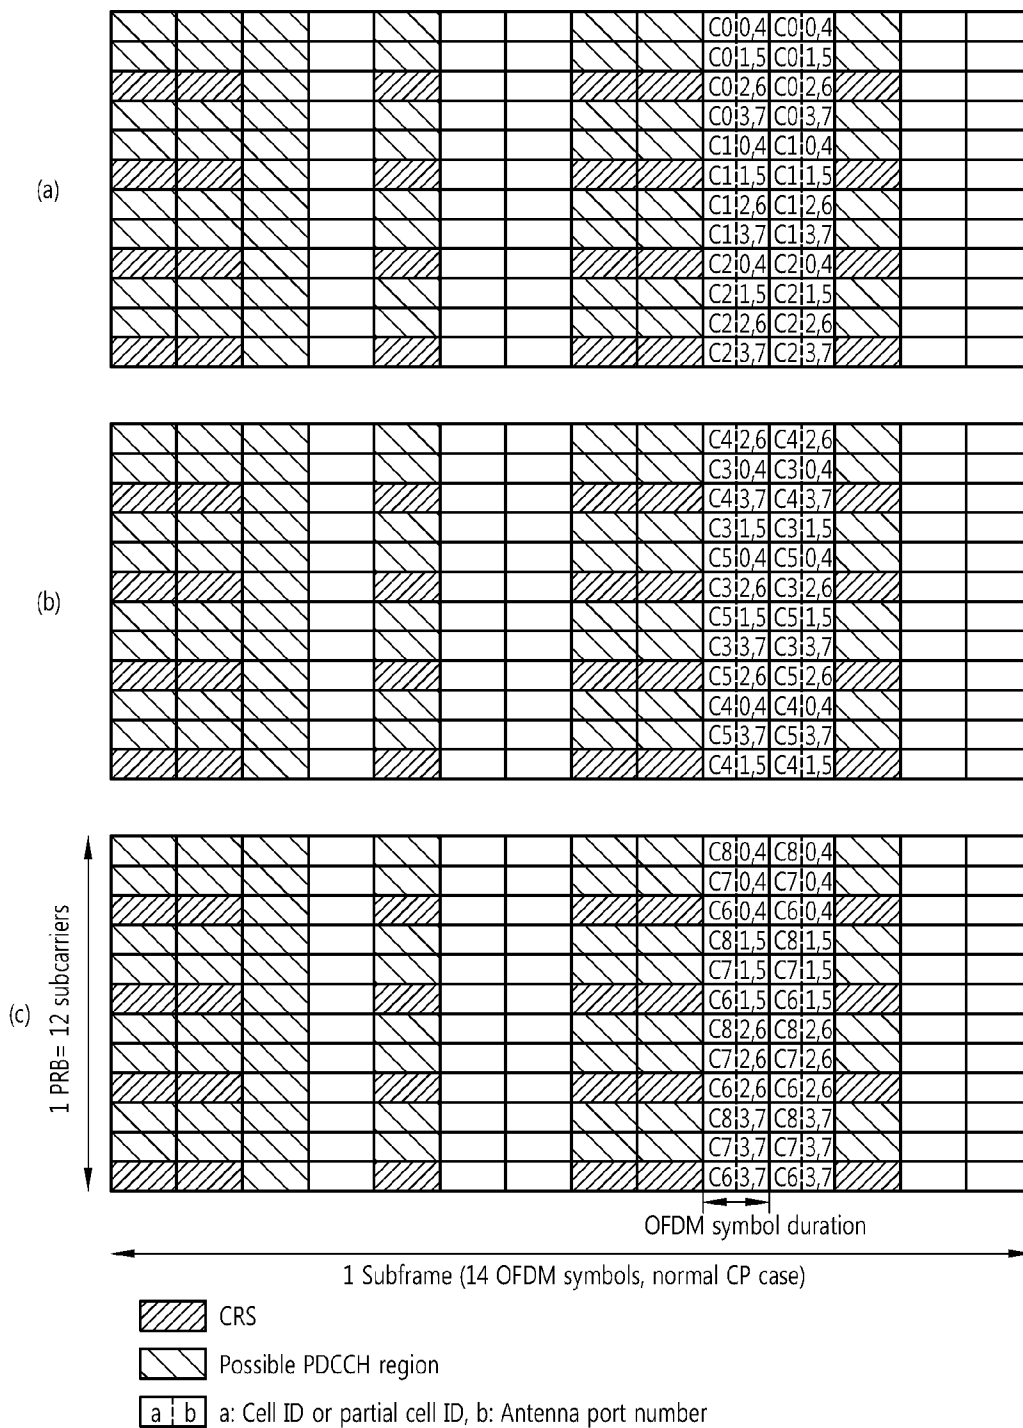 C0 0,4 C0 0,4
C0 1,5 C0 1,5
C0 2,6 C0 2,6
C0 3,7 C0 3,7
C1 0,4 C1 0,4
C1 1,5 C1 1,5
(a)
C1 2,6 C1 2,6
C1 3,7 C1 3,7
C2 0,4 C2 0,4
C2 1,5 C2 1,5
C2 2,6 C2 2,6
C2 3,7 C2 3,7
C4 2,6 C4 2,6
C3 0,4 C3 0,4
C4 3,7 C4 3,7
C3 1,5 C3 1,5
C5 0,4 C5 0,4
C3 2,6 C3 2,6
(b)
C5 1,5 C5 1,5
C3 3,7 C3 3,7
C5 2,6 C5 2,6
C4 0,4 C4 0,4
C5 3,7 C5 3,7
C4 1,5 C4 1,5
C8 0,4 C8 0,4
C7 0,4 C7 0,4
C6 0,4 C6 0,4
C8 1,5 C8 1,5
C7 1,5 C7 1,5
C6 1,5 C6 1,5
(c)
1 PRB= 12 subcarriers
C8 2,6 C8 2,6
C7 2,6 C7 2,6
C6 2,6 C6 2,6
C8 3,7 C8 3,7
C7 3,7 C7 3,7
C6 3,7 C6 3,7
OFDM symbol duration
1 Subframe (14 OFDM symbols, normal CP case)
CRS
Possible PDCCH region
a b a: Cell ID or partial cell ID, b: Antenna port number